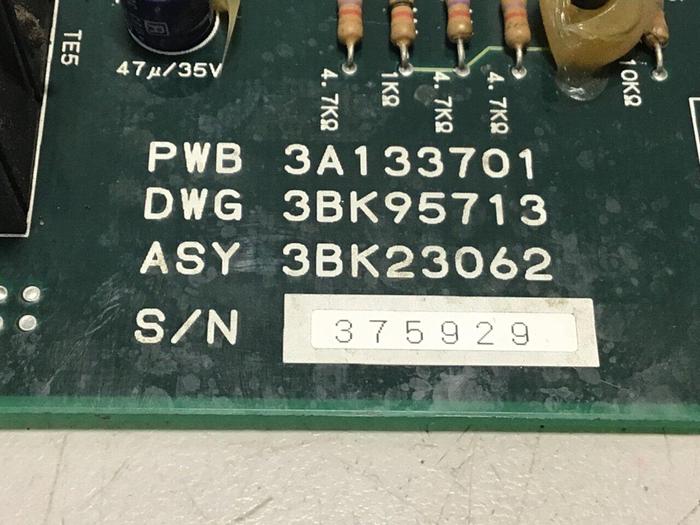 TE5
47μ/35V
4.7KΩ
1KΩ
4.7KΩ
4.7KΩ
10KΩ
PWB 3A133701
DWG 3BK95713
ASY 3BK23062
S/N 375929